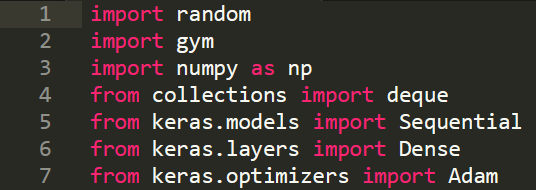 1 import random
2 import gym
3 import numpy as np
4 from collections import deque
5 from keras.models import Sequential
6 from keras.layers import Dense
7 from keras.optimizers import Adam